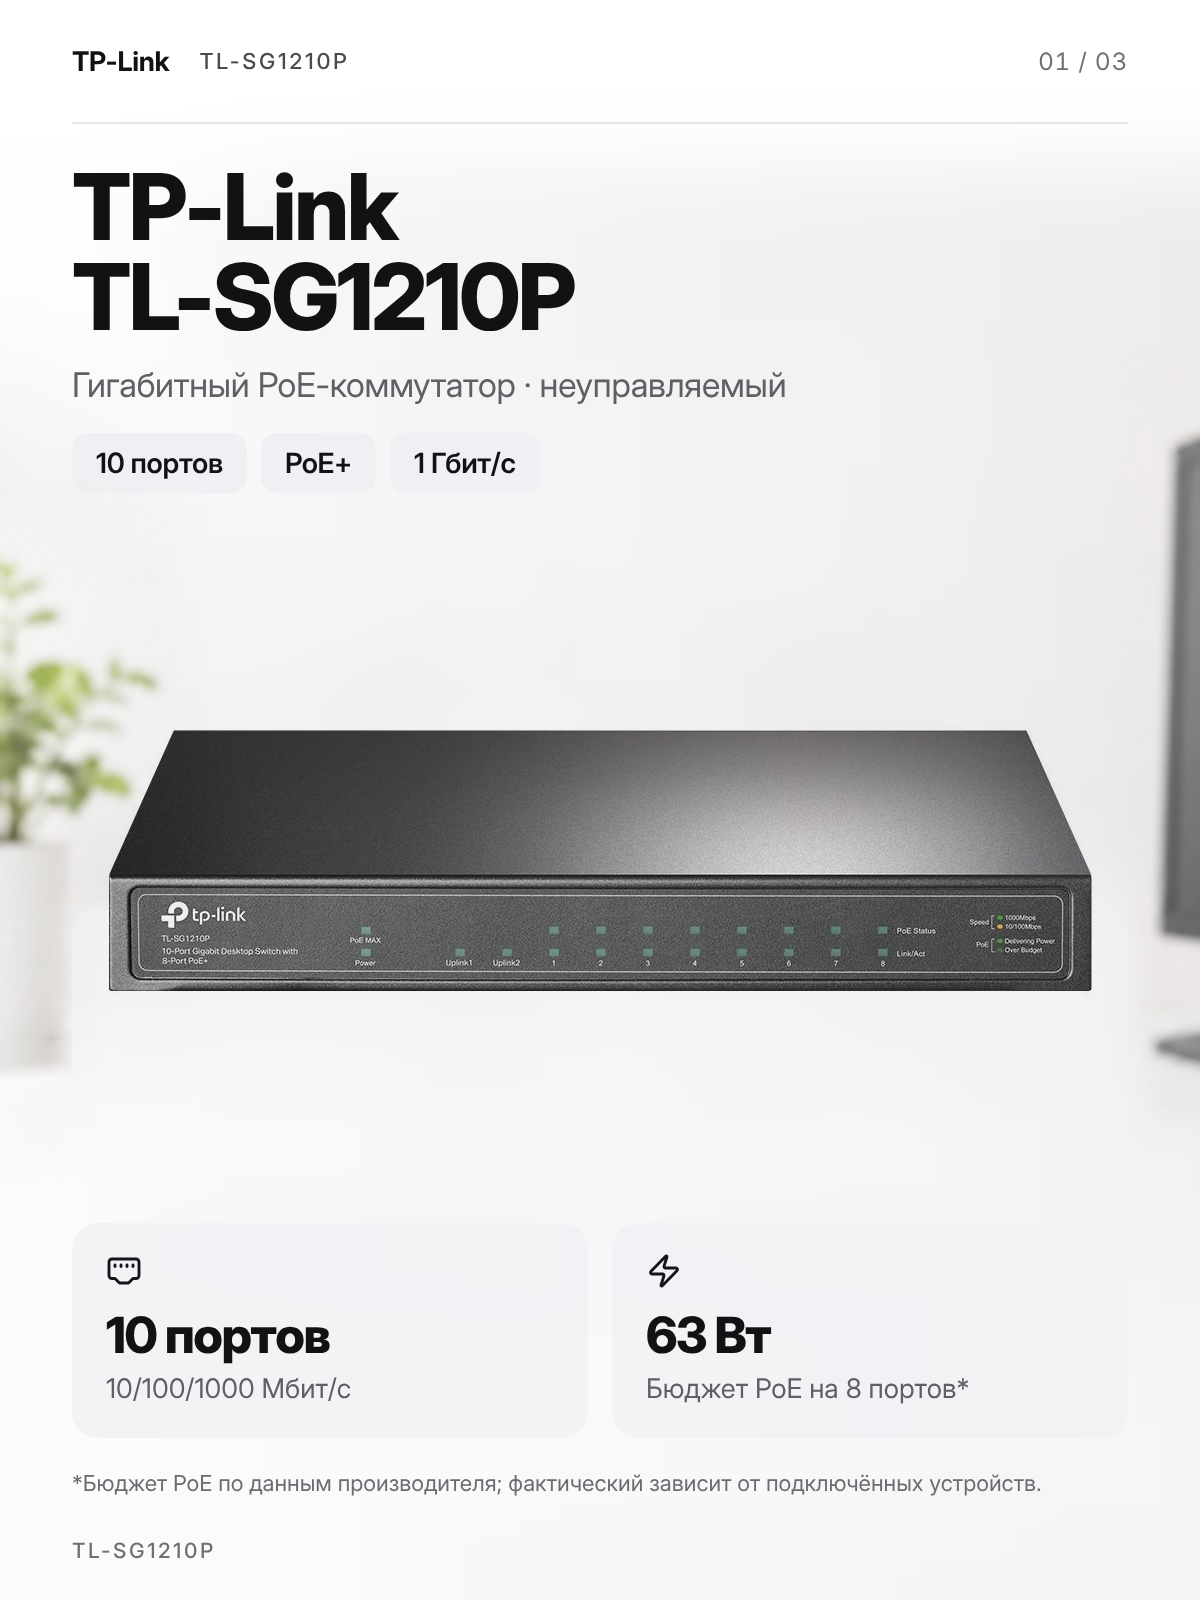 TP-Link TL-SG1210P 01 / 03
TP-Link
TL-SG1210P
Гигабитный PoE-коммутатор · неуправляемый
10 портов PoE+ 1 Гбит/с
tp-link
TL-SG1210P
10-Port Gigabit Desktop Switch with
8-Port PoE+
PoE MAX
Power
Uplink1 Uplink2 1 2 3 4 5 6 7 8
PoE Status
Link/Act
Speed 1000Mbps
10/100Mbps
PoE Delivering Power
Over Budget
10 портов
10/100/1000 Мбит/с
63 Вт
Бюджет PoE на 8 портов*
*Бюджет PoE по данным производителя; фактический зависит от подключённых устройств.
TL-SG1210P